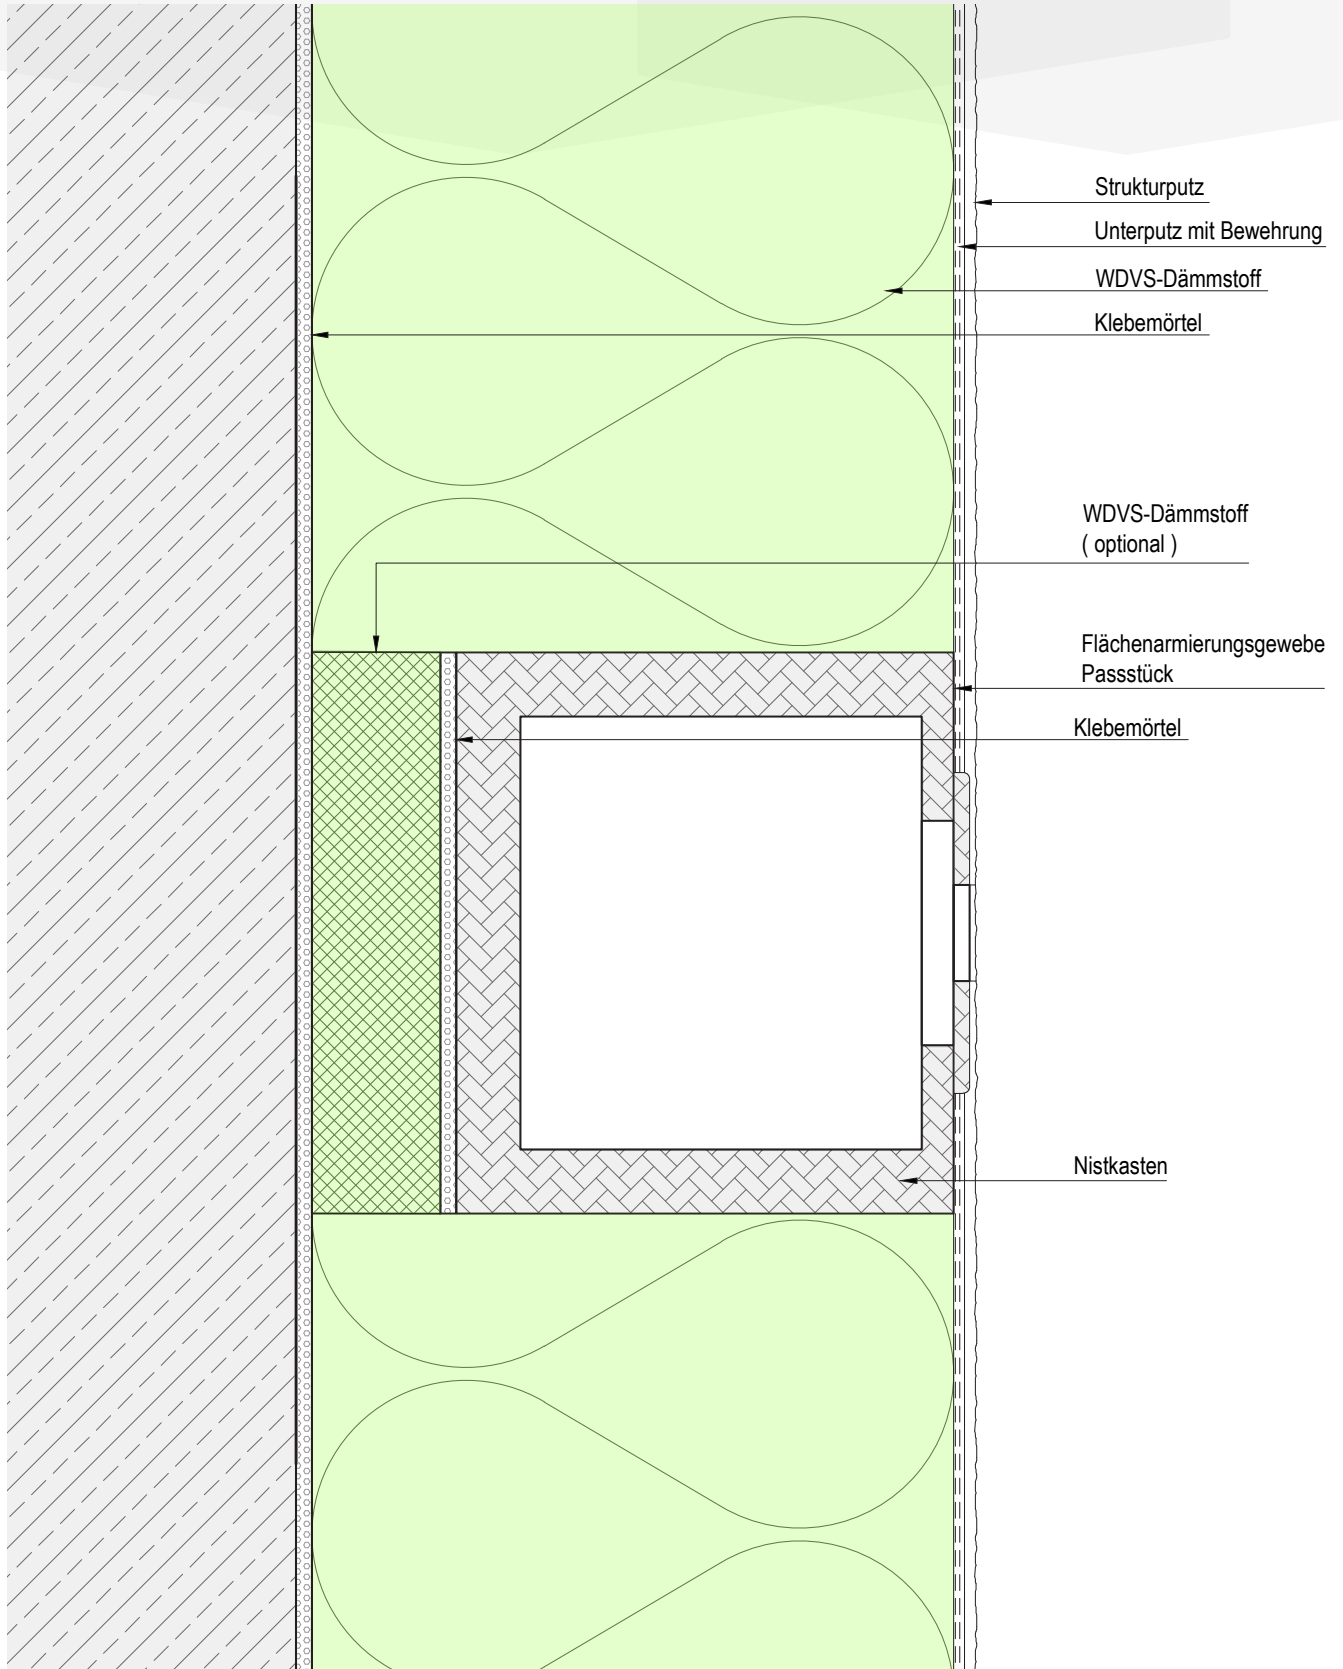 Strukturputz
Unterputz mit Bewehrung
WDVS-Dämmstoff
Klebemörtel
WDVS-Dämmstoff
( optional )
Flächenarmierungsgewebe
Passstück
Klebemörtel
Nistkasten